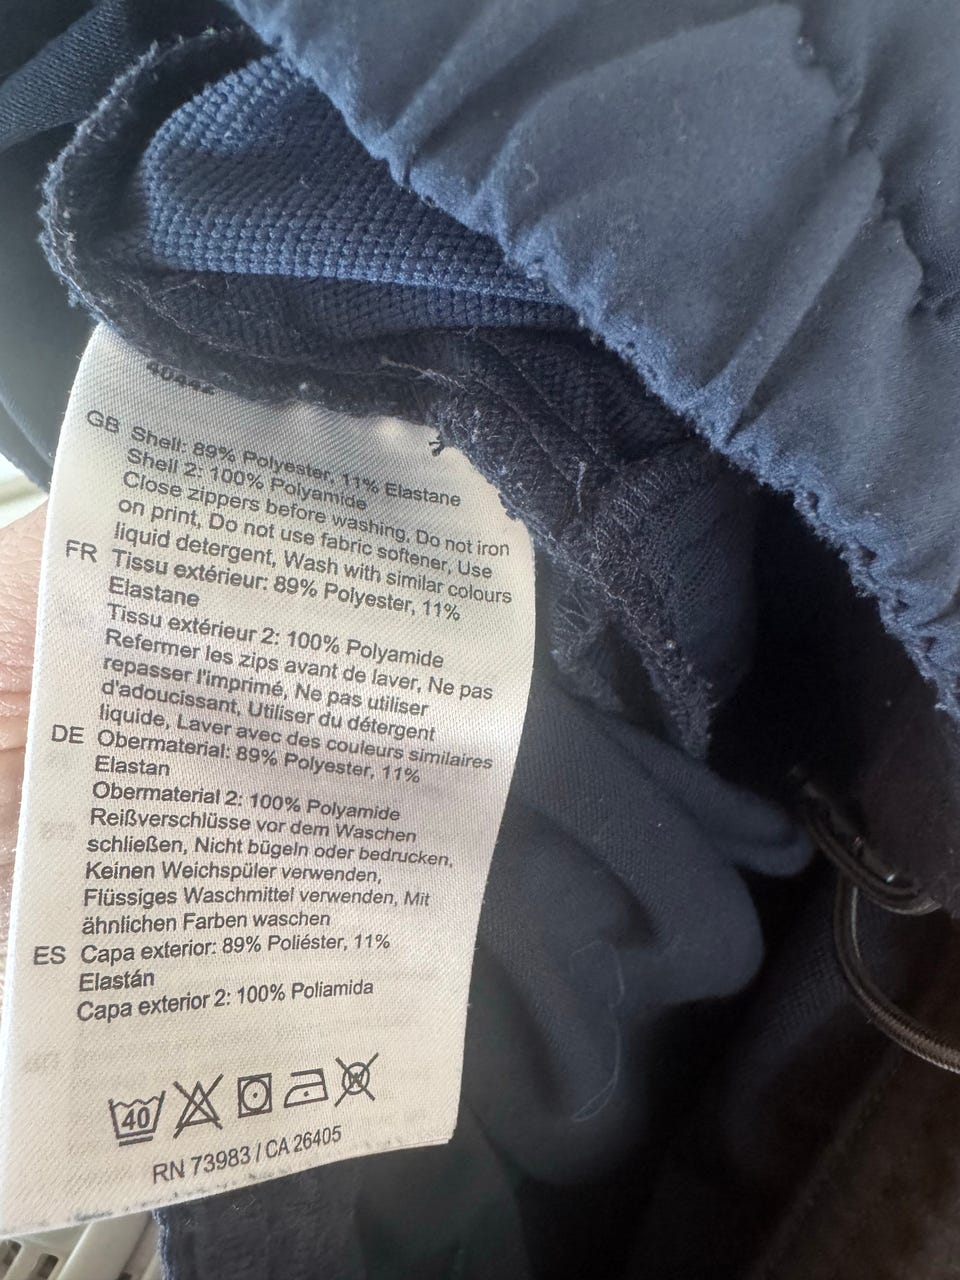 GB Shell: 89% Polyester, 11% Elastane
Shell 2: 100% Polyamide
Close zippers before washing, Do not iron
on print, Do not use fabric softener, Use
liquid detergent, Wash with similar colours
FR Tissu extérieur: 89% Polyester, 11%
Elastane
Tissu extérieur 2: 100% Polyamide
Refermer les zips avant de laver, Ne pas
repasser l'imprimé, Ne pas utiliser
d'adoucissant, Utiliser du détergent
liquide, Laver avec des couleurs similaires
DE Obermaterial: 89% Polyester, 11%
Elastan
Obermaterial 2: 100% Polyamide
Reißverschlüsse vor dem Waschen
schließen, Nicht bügeln oder bedrucken,
Keinen Weichspüler verwenden,
Flüssiges Waschmittel verwenden, Mit
ähnlichen Farben waschen
ES Capa exterior: 89% Poliéster, 11%
Elastán
Capa exterior 2: 100% Poliamida
40
RN 73983 / CA 26405